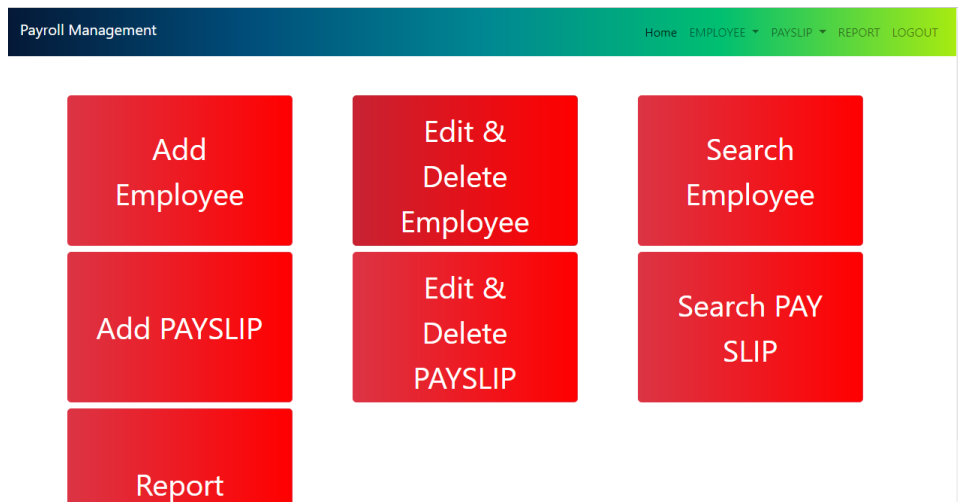 Payroll Management
Home EMPLOYEE PAYSLIP REPORT LOGOUT
Add
Employee
Edit &
Delete
Employee
Search
Employee
Add PAYSLIP
Edit &
Delete
PAYSLIP
Search PAY
SLIP
Report